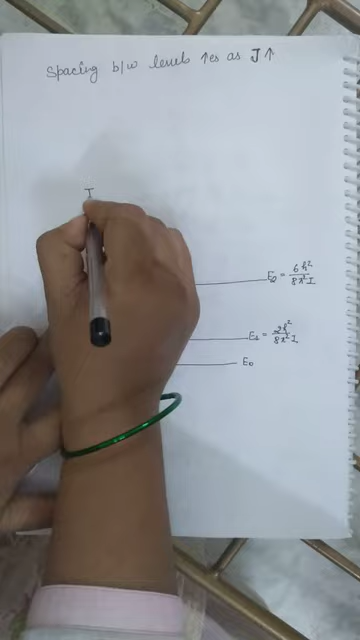 Spacing b/w levels ↑es as J ↑
J
E₂ = 6h²/8π²I
E₁ = 2h²/8π²I
E₀